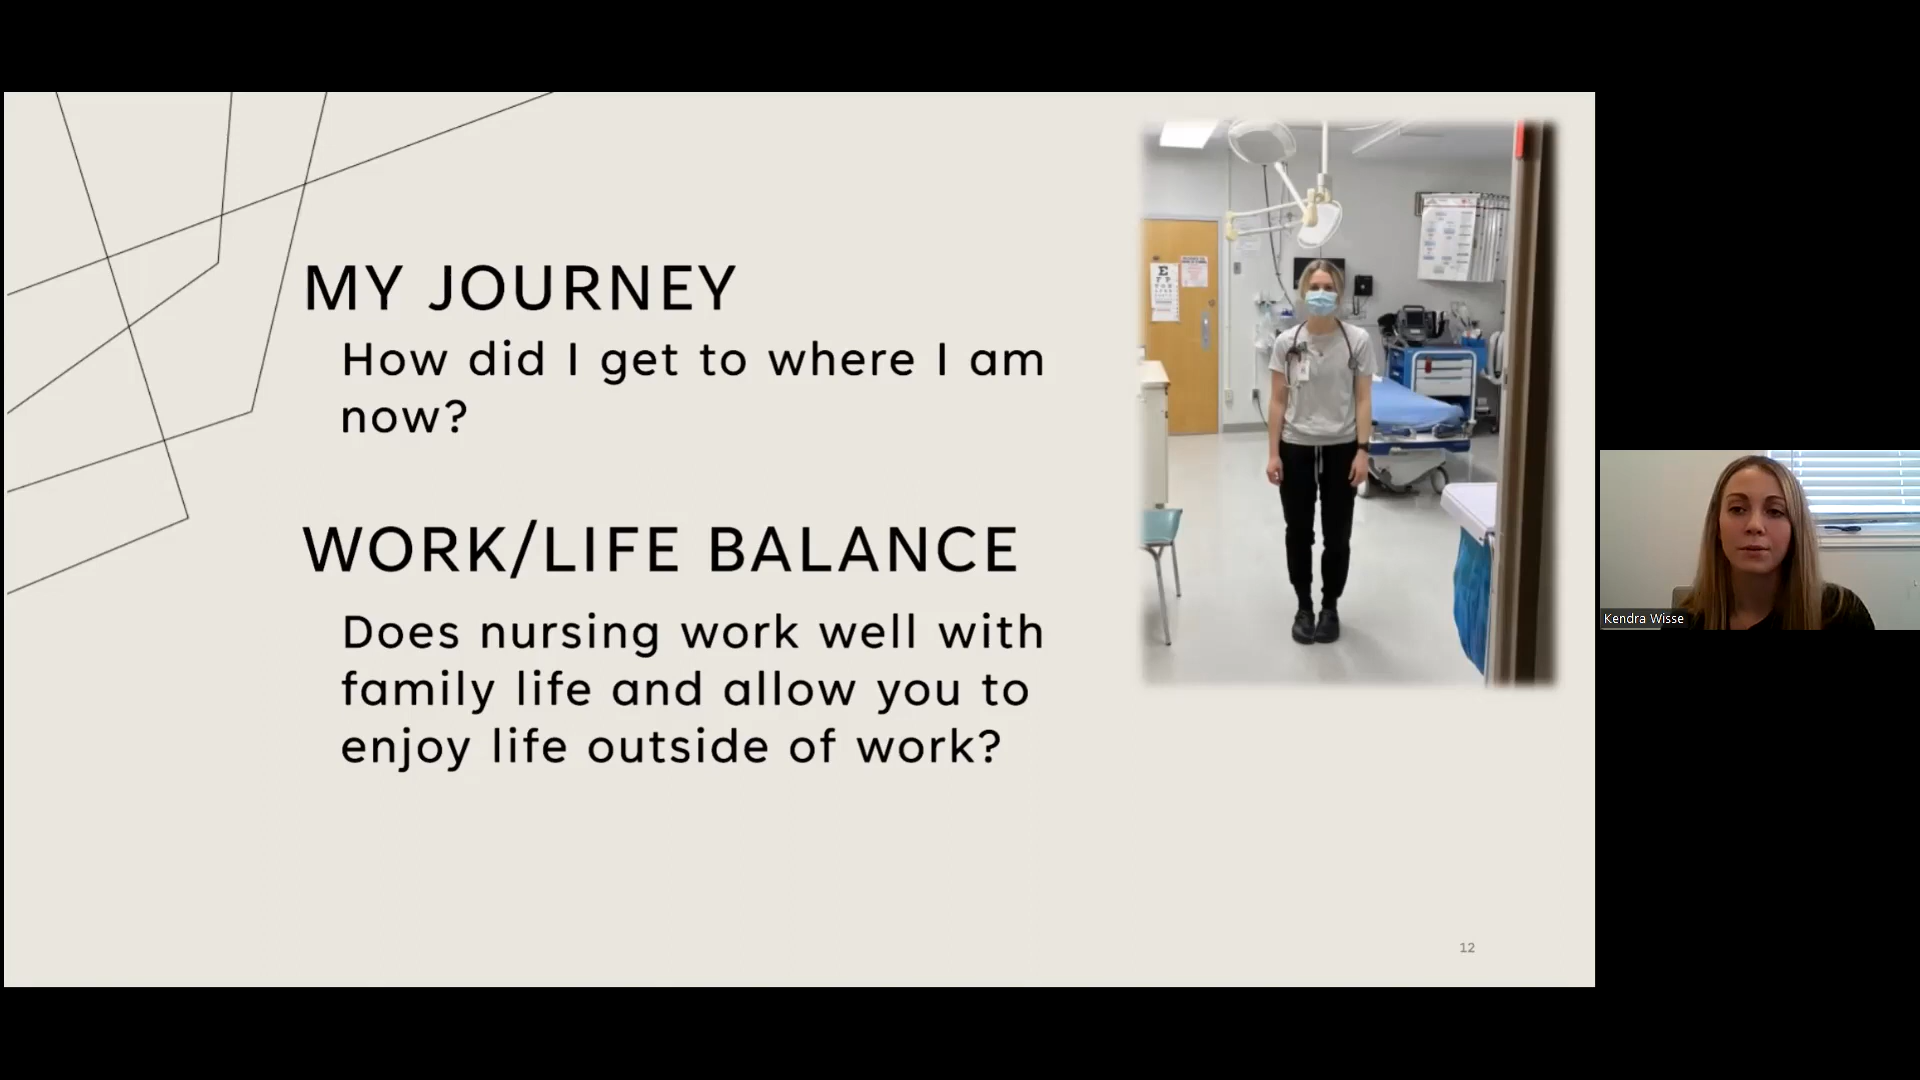 MY JOURNEY
How did I get to where I am
now?
WORK/LIFE BALANCE
Does nursing work well with
family life and allow you to
enjoy life outside of work?
12
E
F P
Kendra Wisse